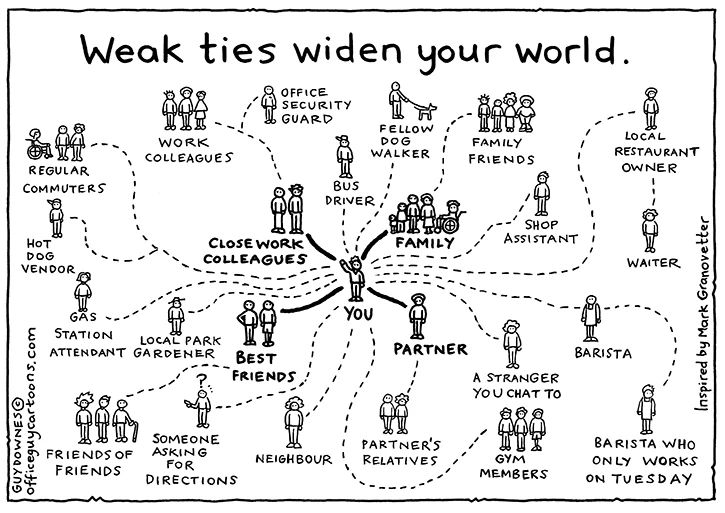 Weak ties widen your world.
OFFICE
SECURITY
GUARD
WORK
COLLEAGUES
FELLOW
DOG
WALKER
FAMILY
FRIENDS
LOCAL
RESTAURANT
OWNER
REGULAR
COMMUTERS
BUS
DRIVER
CLOSE WORK
COLLEAGUES
FAMILY
SHOP
ASSISTANT
WAITER
HOT
DOG
VENDOR
YOU
GAS
STATION
ATTENDANT
LOCAL PARK
GARDENER
BEST
FRIENDS
PARTNER
BARISTA
A STRANGER
YOU CHAT TO
?
FRIENDS OF
FRIENDS
SOMEONE
ASKING
FOR
DIRECTIONS
NEIGHBOUR
PARTNER'S
RELATIVES
GYM
MEMBERS
BARISTA WHO
ONLY WORKS
ON TUESDAY
GUY DOWNES ©
officeguycartoons.com
Inspired by Mark Granovetter